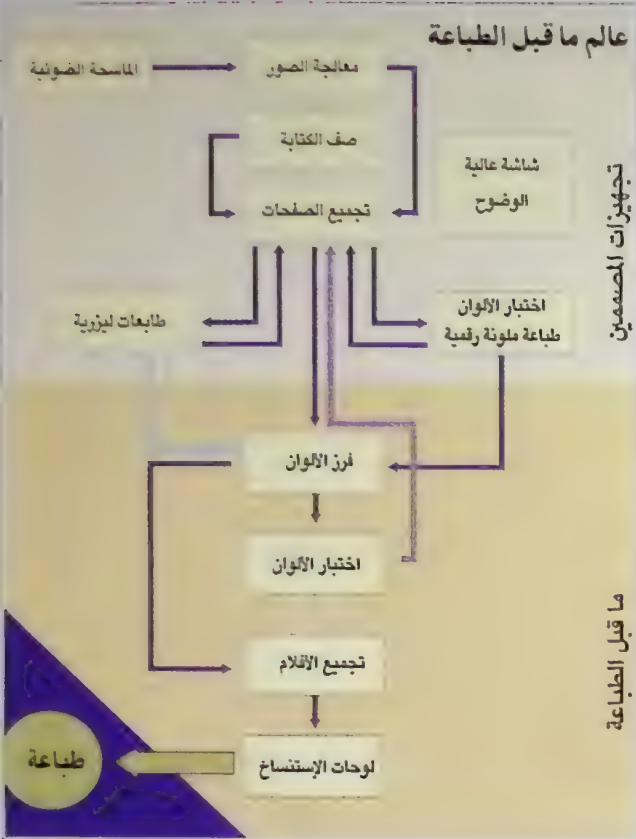 عالم ما قبل الطباعة
معالجة الصور
الماسحة الضوئية
صف الكتابة
شاشة عالية
الوضوح
تجميع الصفحات
تجهيزات المصممين
اختبار الألوان
طباعة ملونة رقمية
طابعات ليزرية
فرز الألوان
اختبار الألوان
ما قبل الطباعة
تجميع الأفلام
لوحات الإستنساخ
طباعة